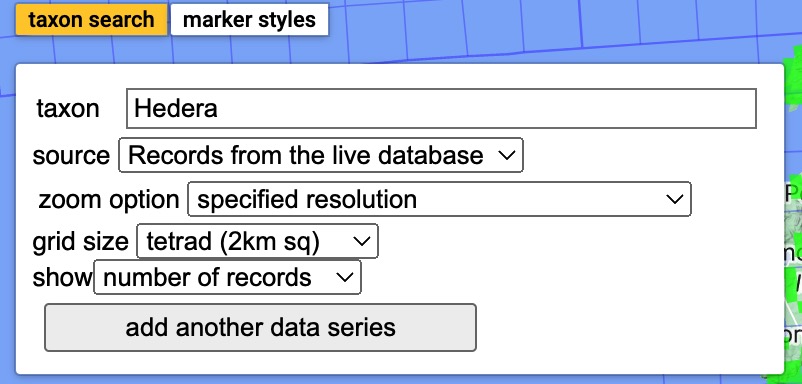 taxon search marker styles
taxon Hedera
source Records from the live database
zoom option specified resolution
grid size tetrad (2km sq)
show number of records
add another data series